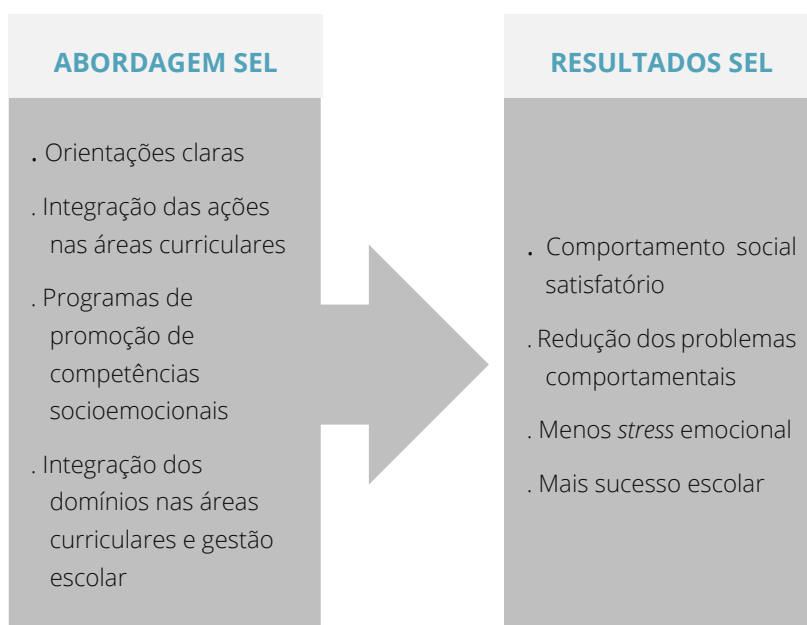 ABORDAGEM SEL
. Orientações claras
. Integração das ações
nas áreas curriculares
. Programas de
promoção de
competências
socioemocionais
. Integração dos
domínios nas áreas
curriculares e gestão
escolar
RESULTADOS SEL
. Comportamento social
satisfatório
. Redução dos problemas
comportamentais
. Menos stress emocional
. Mais sucesso escolar